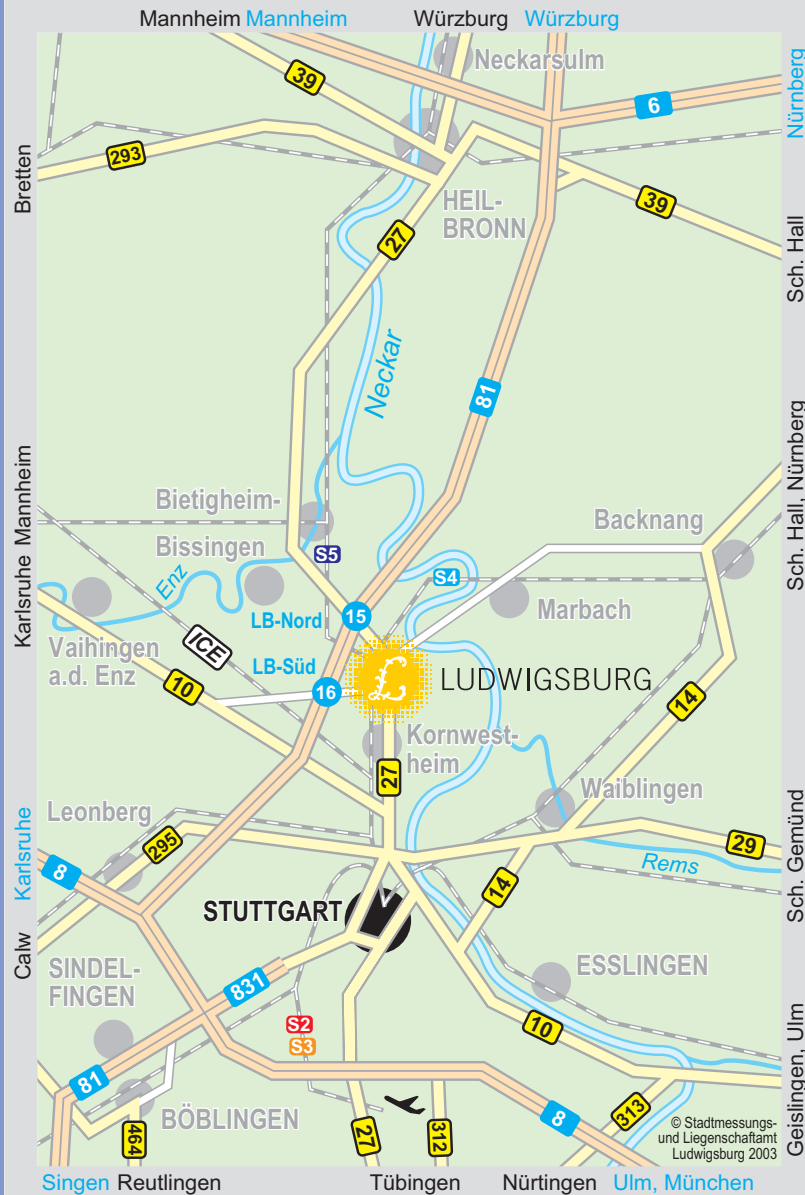 Mannheim Mannheim
Würzburg Würzburg
Nürnberg
Neckarsulm
39
6
293
Bretten
HEIL-
BRONN
39
27
Sch. Hall
Neckar
81
Karlsruhe Mannheim
Sch. Hall, Nürnberg
Bietigheim-
Bissingen
Backnang
S5
S4
Enz
LB-Nord
15
Marbach
Vaihingen
a.d. Enz
ICE
LB-Süd
16
LUDWIGSBURG
10
14
Kornwest-
heim
27
Waiblingen
Leonberg
Karlsruhe
295
29
Sch. Gemünd
8
Rems
14
STUTTGART
Calw
SINDEL-
FINGEN
831
ESSLINGEN
S2
S3
10
Geislingen, Ulm
81
BÖBLINGEN
464
27
312
8
313
© Stadtmessungs-
und Liegenschaftamt
Ludwigsburg 2003
Singen Reutlingen
Tübingen
Nürtingen
Ulm, München